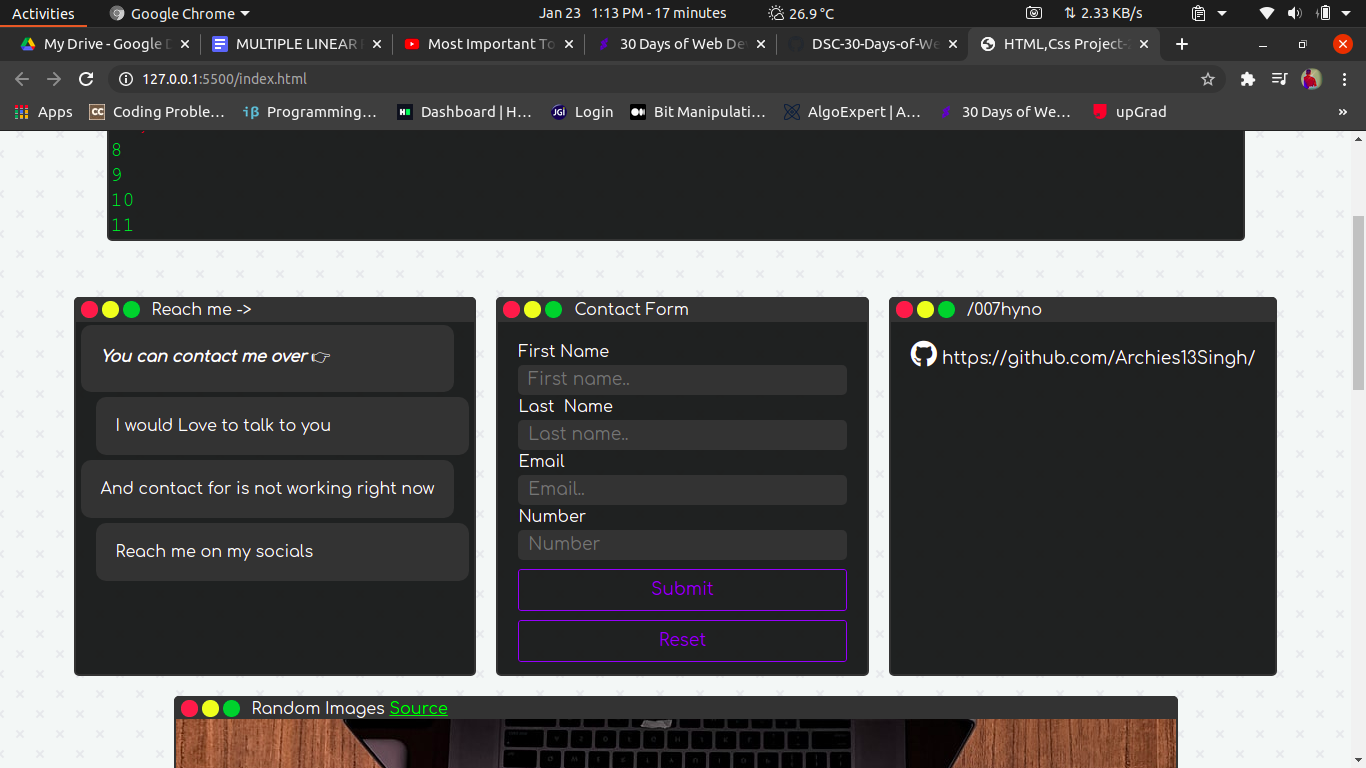 Activities
Google Chrome
Jan 23 1:13 PM - 17 minutes
26.9 °C
2.33 KB/s
My Drive - Google D
MULTIPLE LINEAR
Most Important To
30 Days of Web De
DSC-30-Days-of-We
HTML,Css Project-
127.0.0.1:5500/index.html
Apps
CC
Coding Proble...
iβ
Programming...
H
Dashboard | H...
JGI
Login
Bit Manipulati...
AlgoExpert | A...
30 Days of We...
upGrad
»
8
9
10
11
Reach me ->
You can contact me over 👉
I would Love to talk to you
And contact for is not working right now
Reach me on my socials
Contact Form
First Name
First name..
Last Name
Last name..
Email
Email..
Number
Number
Submit
Reset
/007hyno
https://github.com/Archies13Singh/
Random Images Source